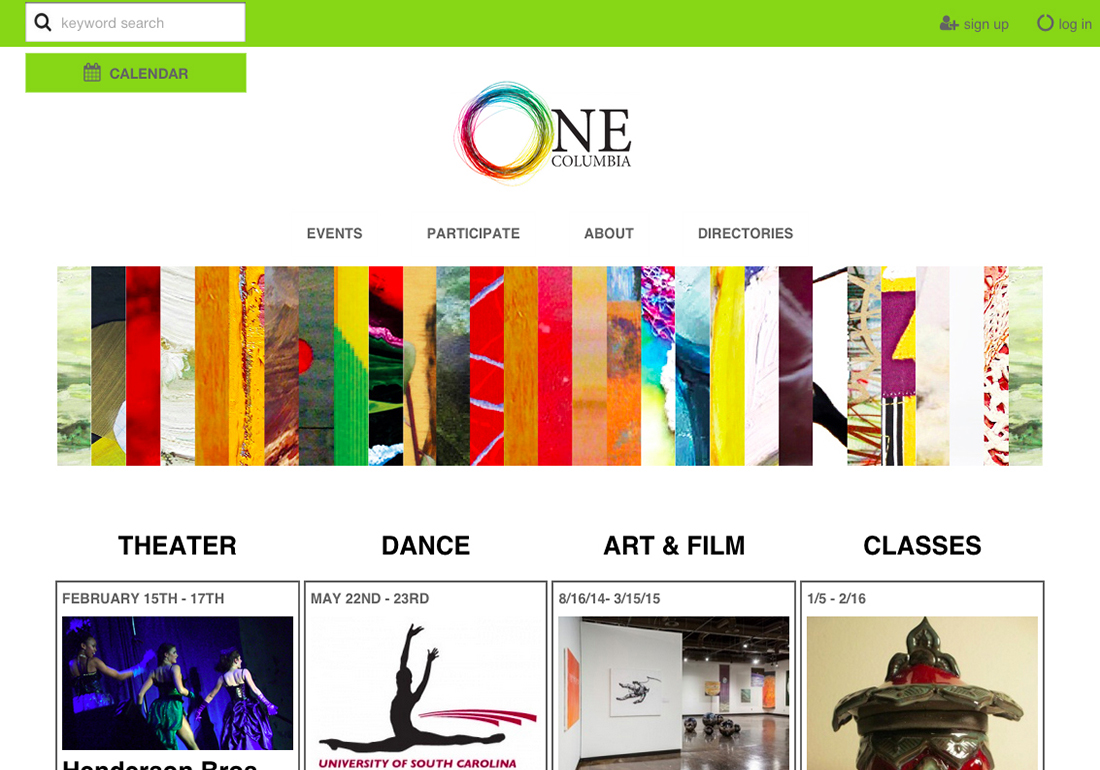 keyword search
sign up
log in
CALENDAR
ONE
COLUMBIA
EVENTS
PARTICIPATE
ABOUT
DIRECTORIES
THEATER
DANCE
ART & FILM
CLASSES
FEBRUARY 15TH - 17TH
MAY 22ND - 23RD
8/16/14- 3/15/15
1/5 - 2/16
UNIVERSITY OF SOUTH CAROLINA
Henderson Bros